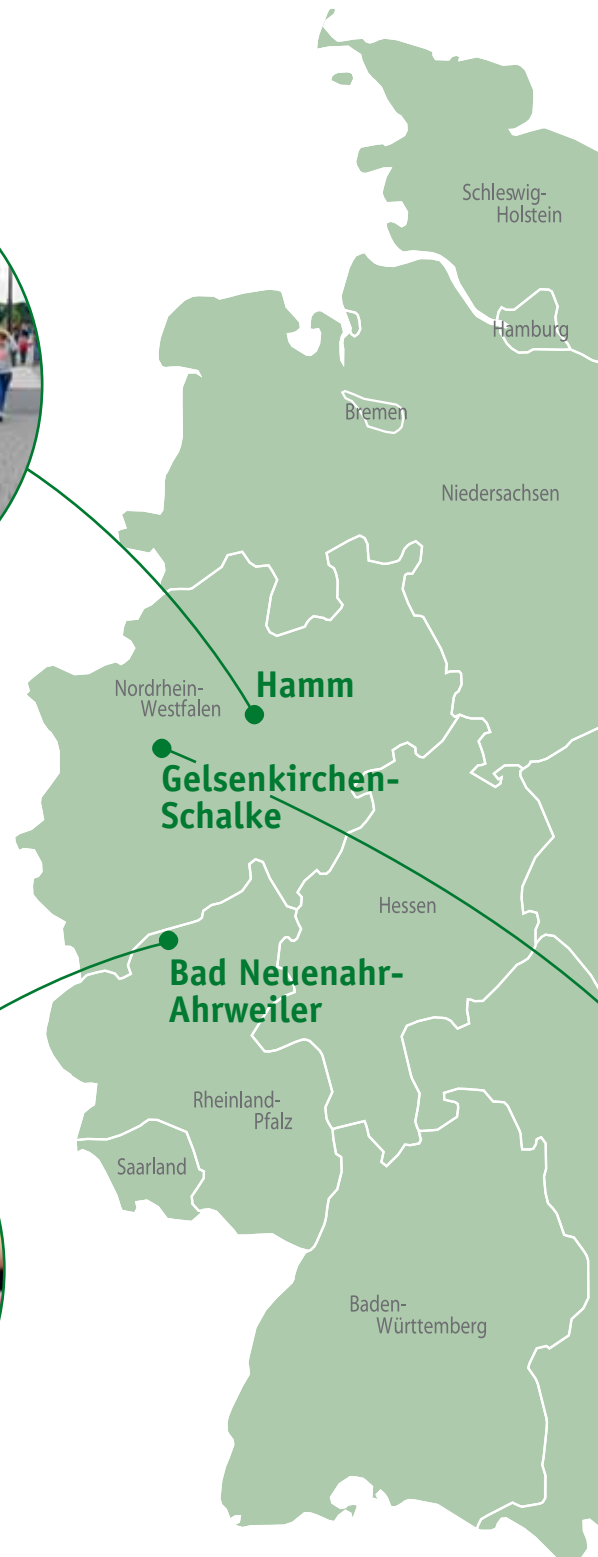 Schleswig-
Holstein
Hamburg
Bremen
Niedersachsen
Nordrhein-
Westfalen
Hamm
Gelsenkirchen-
Schalke
Hessen
Bad Neuenahr-
Ahrweiler
Rheinland-
Pfalz
Saarland
Baden-
Württemberg